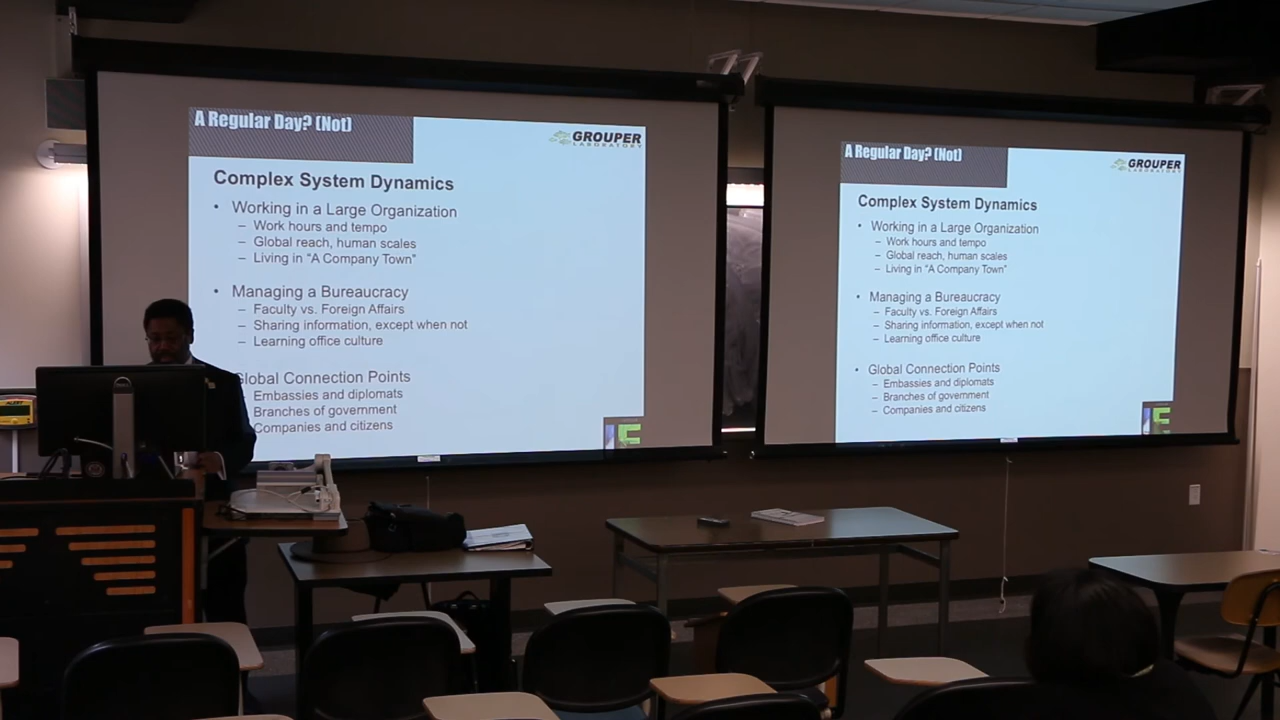 A Regular Day? (Not)
GROUPER
LABORATORY
Complex System Dynamics
• Working in a Large Organization
– Work hours and tempo
– Global reach, human scales
– Living in "A Company Town"
• Managing a Bureaucracy
– Faculty vs. Foreign Affairs
– Sharing information, except when not
– Learning office culture
Global Connection Points
Embassies and diplomats
Branches of government
Companies and citizens
E
A Regular Day? (Not)
GROUPER
LABORATORY
Complex System Dynamics
• Working in a Large Organization
– Work hours and tempo
– Global reach, human scales
– Living in "A Company Town"
• Managing a Bureaucracy
– Faculty vs. Foreign Affairs
– Sharing information, except when not
– Learning office culture
• Global Connection Points
– Embassies and diplomats
– Branches of government
– Companies and citizens
E
ALERT